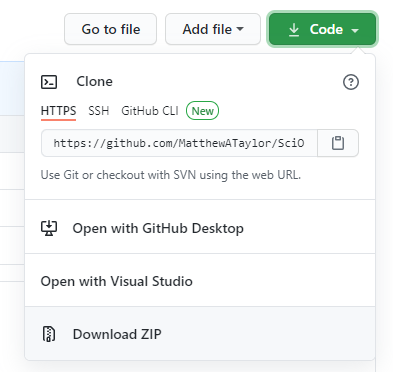 Go to file
Add file
Code
Clone
HTTPS SSH GitHub CLI New
https://github.com/MatthewATaylor/SciO
Use Git or checkout with SVN using the web URL.
Open with GitHub Desktop
Open with Visual Studio
Download ZIP